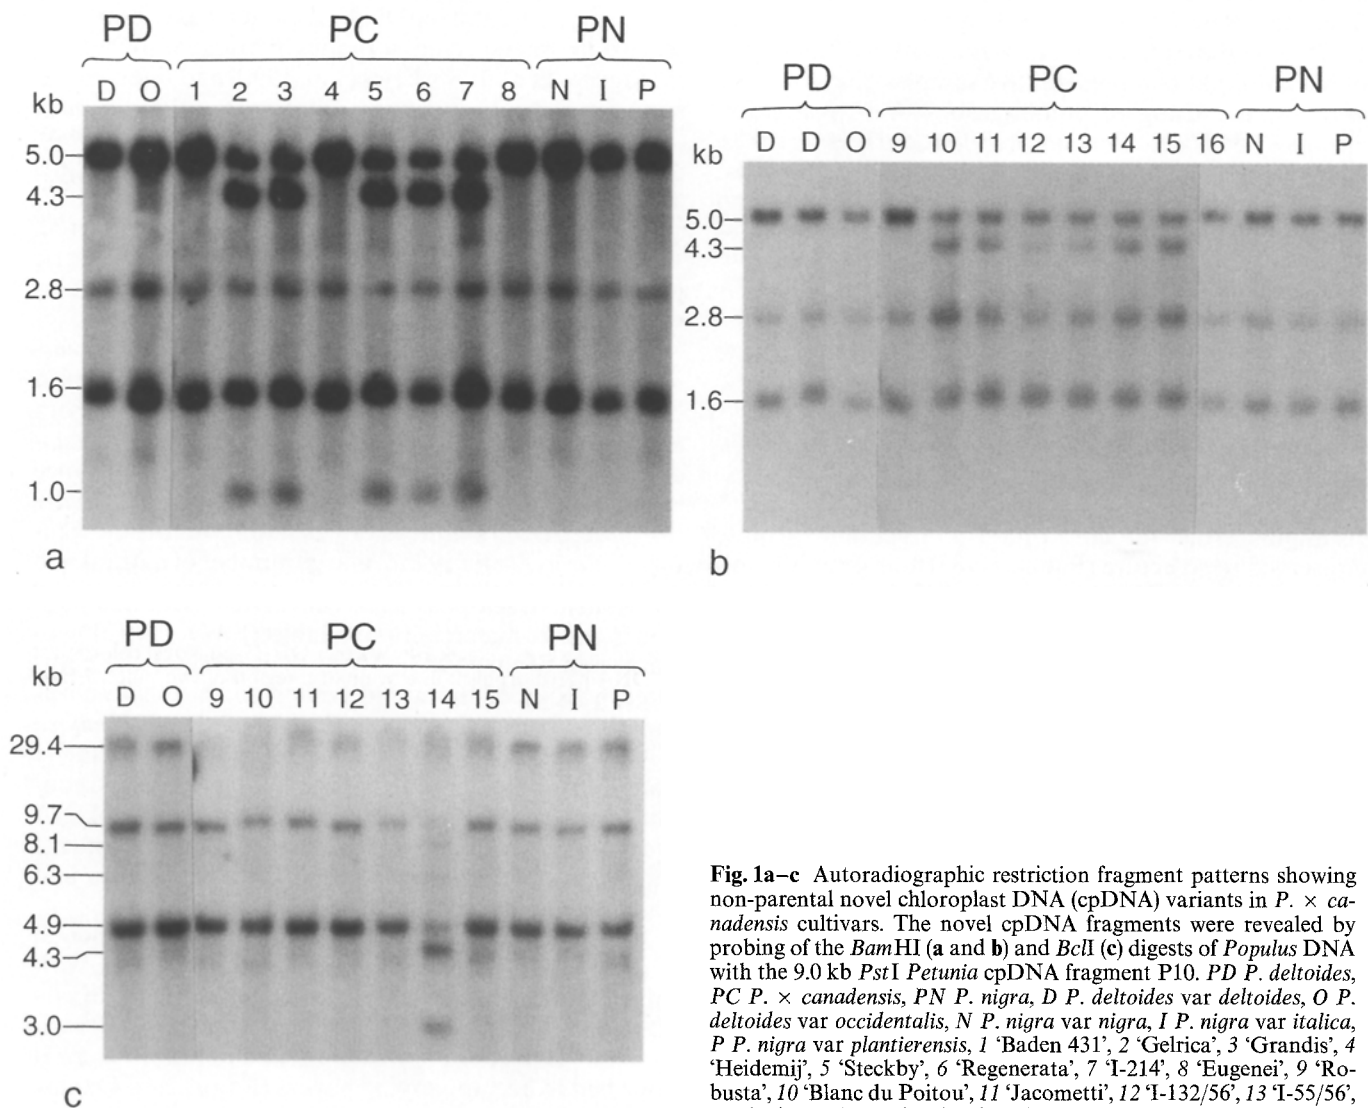 PD PC PN
kb D O 1 2 3 4 5 6 7 8 N I P
5.0
4.3
2.8
1.6
1.0
a
PD PC PN
kb D D O 9 10 11 12 13 14 15 16 N I P
5.0
4.3
2.8
1.6
b
PD PC PN
kb D O 9 10 11 12 13 14 15 N I P
29.4
9.7
8.1
6.3
4.9
4.3
3.0
c
Fig. 1a–c Autoradiographic restriction fragment patterns showing
non-parental novel chloroplast DNA (cpDNA) variants in P. × ca-
nadensis cultivars. The novel cpDNA fragments were revealed by
probing of the BamHI (a and b) and BclI (c) digests of Populus DNA
with the 9.0 kb PstI Petunia cpDNA fragment P10. PD P. deltoides,
PC P. × canadensis, PN P. nigra, D P. deltoides var deltoides, O P.
deltoides var occidentalis, N P. nigra var nigra, I P. nigra var italica,
P P. nigra var plantierensis, 1 ‘Baden 431’, 2 ‘Gelrica’, 3 ‘Grandis’, 4
‘Heidemij’, 5 ‘Steckby’, 6 ‘Regenerata’, 7 ‘I-214’, 8 ‘Eugenei’, 9 ‘Ro-
busta’, 10 ‘Blanc du Poitou’, 11 ‘Jacometti’, 12 ‘I-132/56’, 13 ‘I-55/56’,